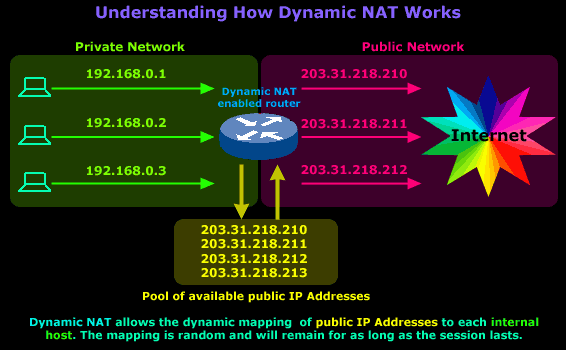 Understanding How Dynamic NAT Works
Private Network
Public Network
192.168.0.1
203.31.218.210
Dynamic NAT
enabled router
192.168.0.2
203.31.218.211
Internet
192.168.0.3
203.31.218.212
203.31.218.210
203.31.218.211
203.31.218.212
203.31.218.213
Pool of available public IP Addresses
Dynamic NAT allows the dynamic mapping of public IP Addresses to each internal
host. The mapping is random and will remain for as long as the session lasts.